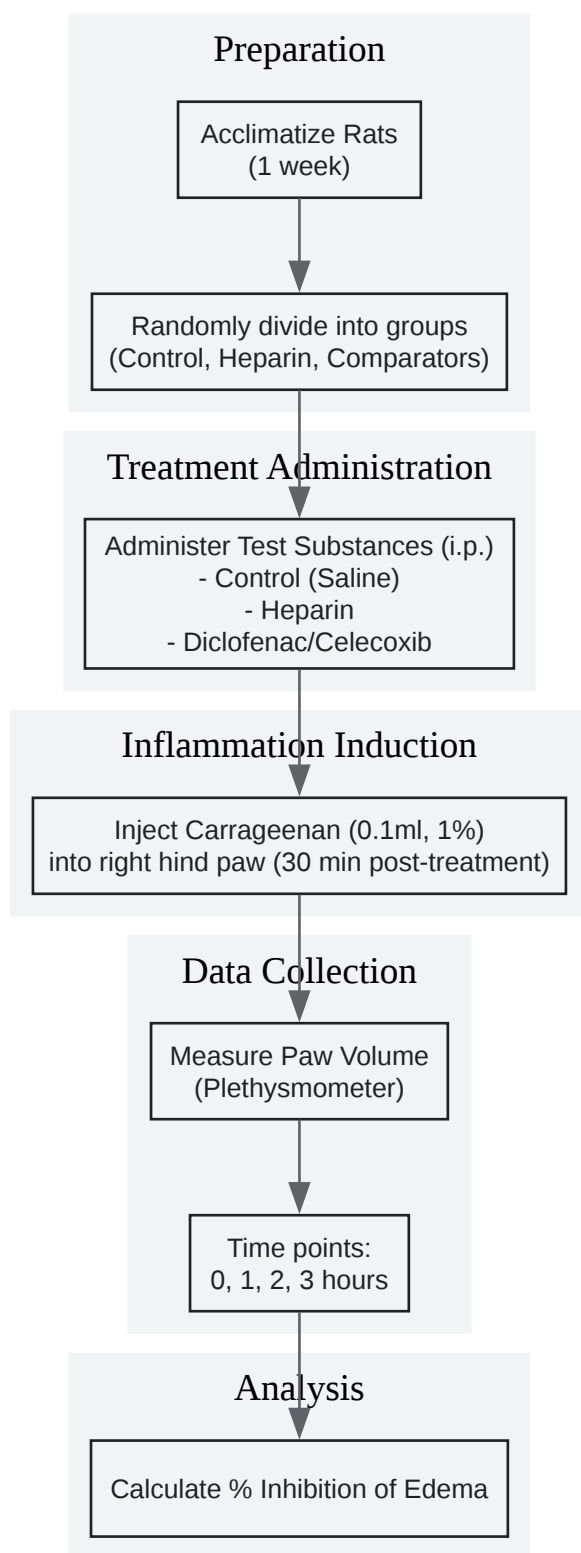 Preparation
Acclimatize Rats
(1 week)
Randomly divide into groups
(Control, Heparin, Comparators)
Treatment Administration
Administer Test Substances (i.p.)
- Control (Saline)
- Heparin
- Diclofenac/Celecoxib
Inflammation Induction
Inject Carrageenan (0.1ml, 1%)
into right hind paw (30 min post-treatment)
Data Collection
Measure Paw Volume
(Plethysmometer)
Time points:
0, 1, 2, 3 hours
Analysis
Calculate % Inhibition of Edema